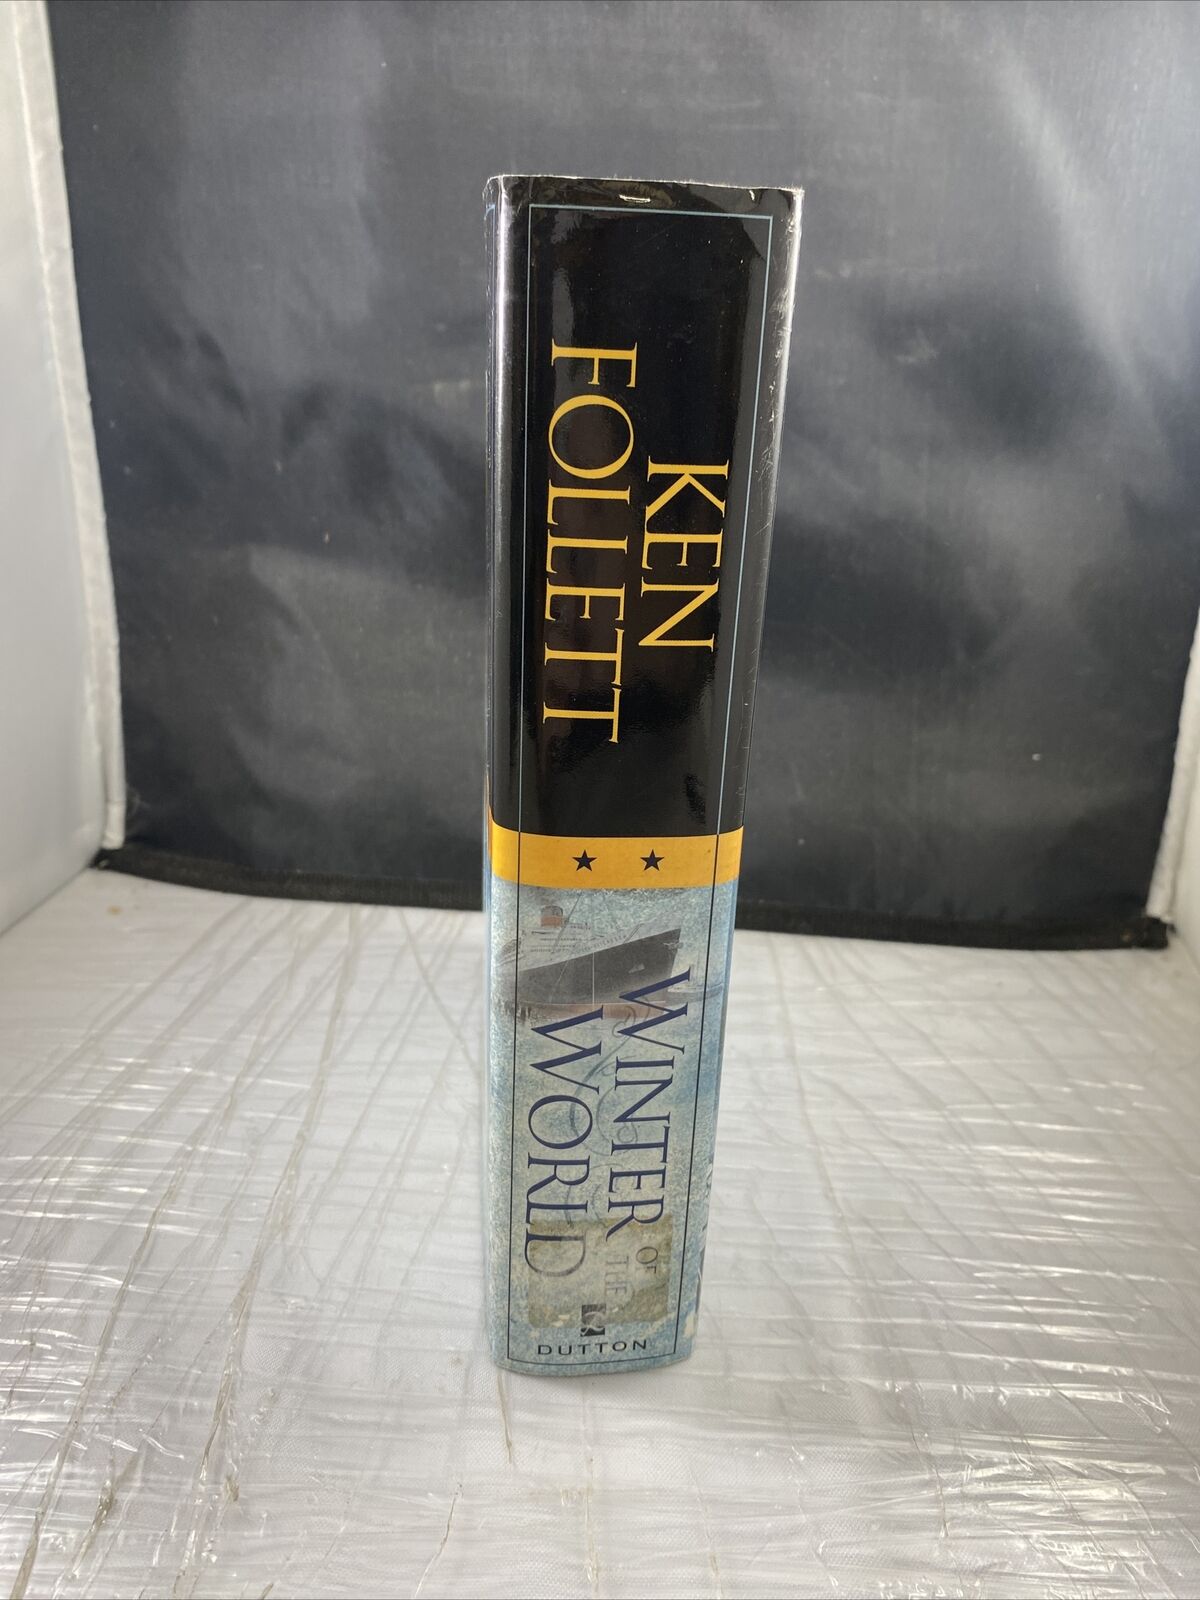 KEN
FOLLETT
WINTER OF THE
WORLD
DUTTON